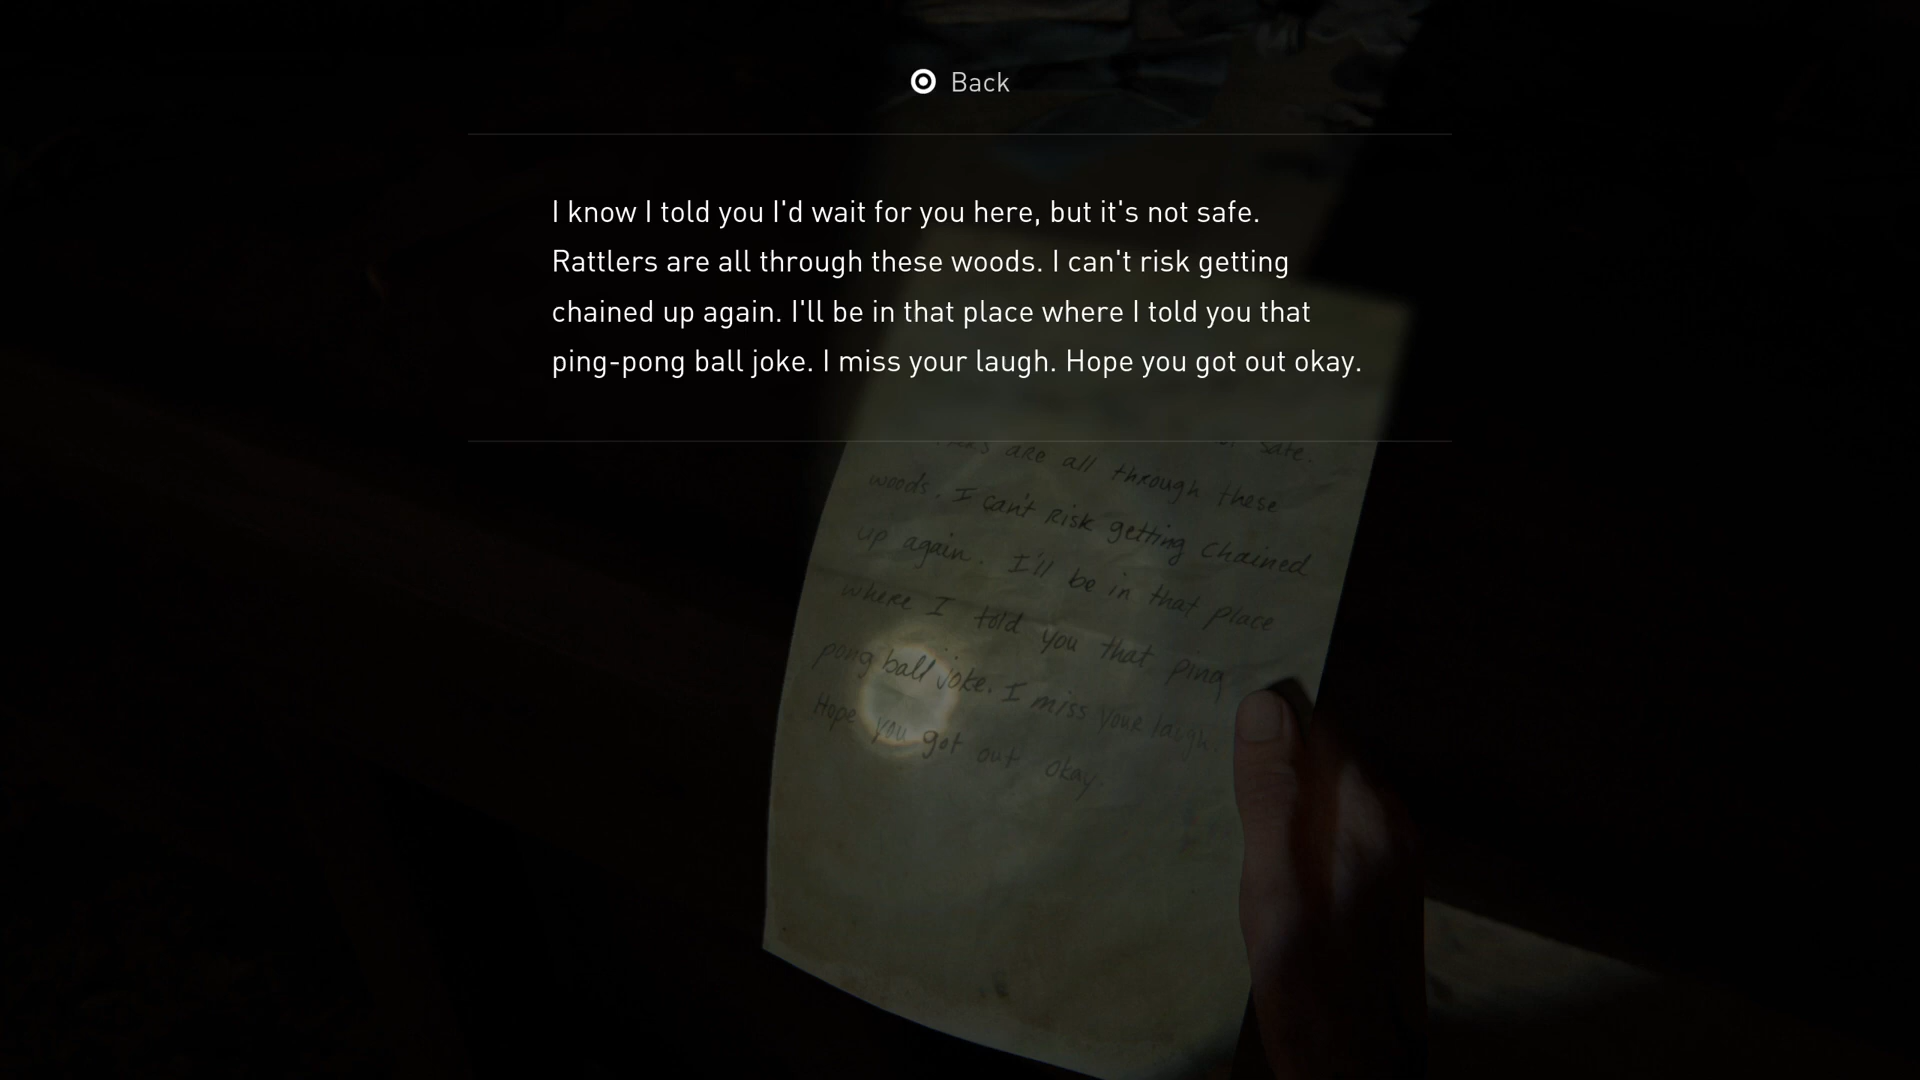 Back
I know I told you I'd wait for you here, but it's not safe.
Rattlers are all through these woods. I can't risk getting
chained up again. I'll be in that place where I told you that
ping-pong ball joke. I miss your laugh. Hope you got out okay.
are all through these
woods. I can't risk getting chained
up again. I'll be in that place
where I told you that ping
pong ball joke. I miss your laugh.
Hope you got out okay.